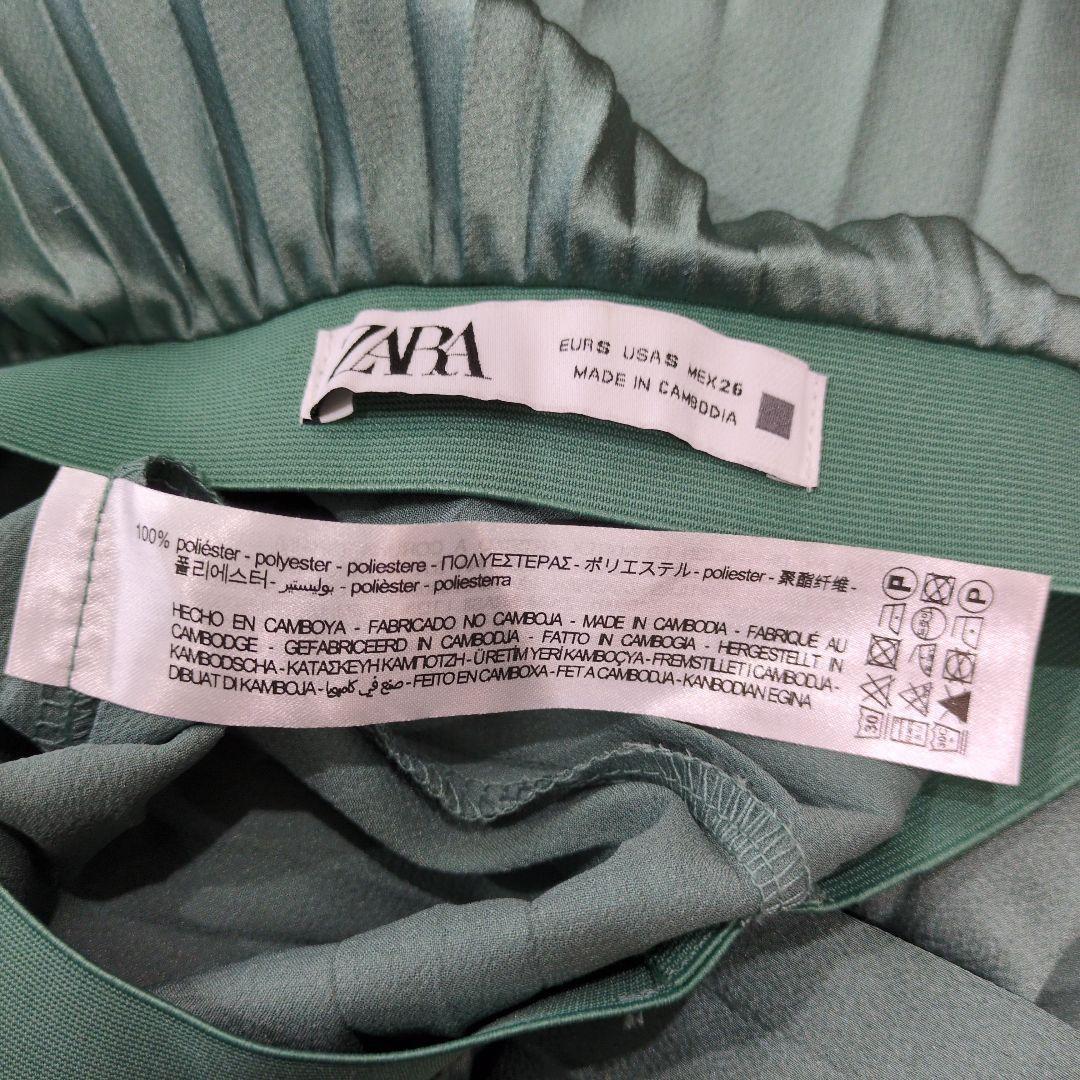 ZARA
EUR S USA S MEX 26
MADE IN CAMBODIA
100% poliéster - polyester - poliestere - ΠΟΛΥΕΣΤΕΡΑΣ - ポリエステル - poliester - 聚酯纤维 -
폴리에스터 - بوليستير - polièster - poliesterra
HECHO EN CAMBOYA - FABRICADO NO CAMBOJA - MADE IN CAMBODIA - FABRIQUÉ AU
CAMBODGE - GEFABRICEERD IN CAMBODJA - FATTO IN CAMBOGIA - HERGESTELLT IN
KAMBODSCHA - ΚΑΤΑΣΚΕΥΗ ΚΑΜΠΟΤΖΗ - ÜRETİM YERİ KAMBOÇYA - FREMSTILLET I CAMBODJA -
DIBUAT DI KAMBOJA - صنع في كامبوديا - FEITO EN CAMBOXA - FET A CAMBODJA - KANBODIAN EGINA
P P
30